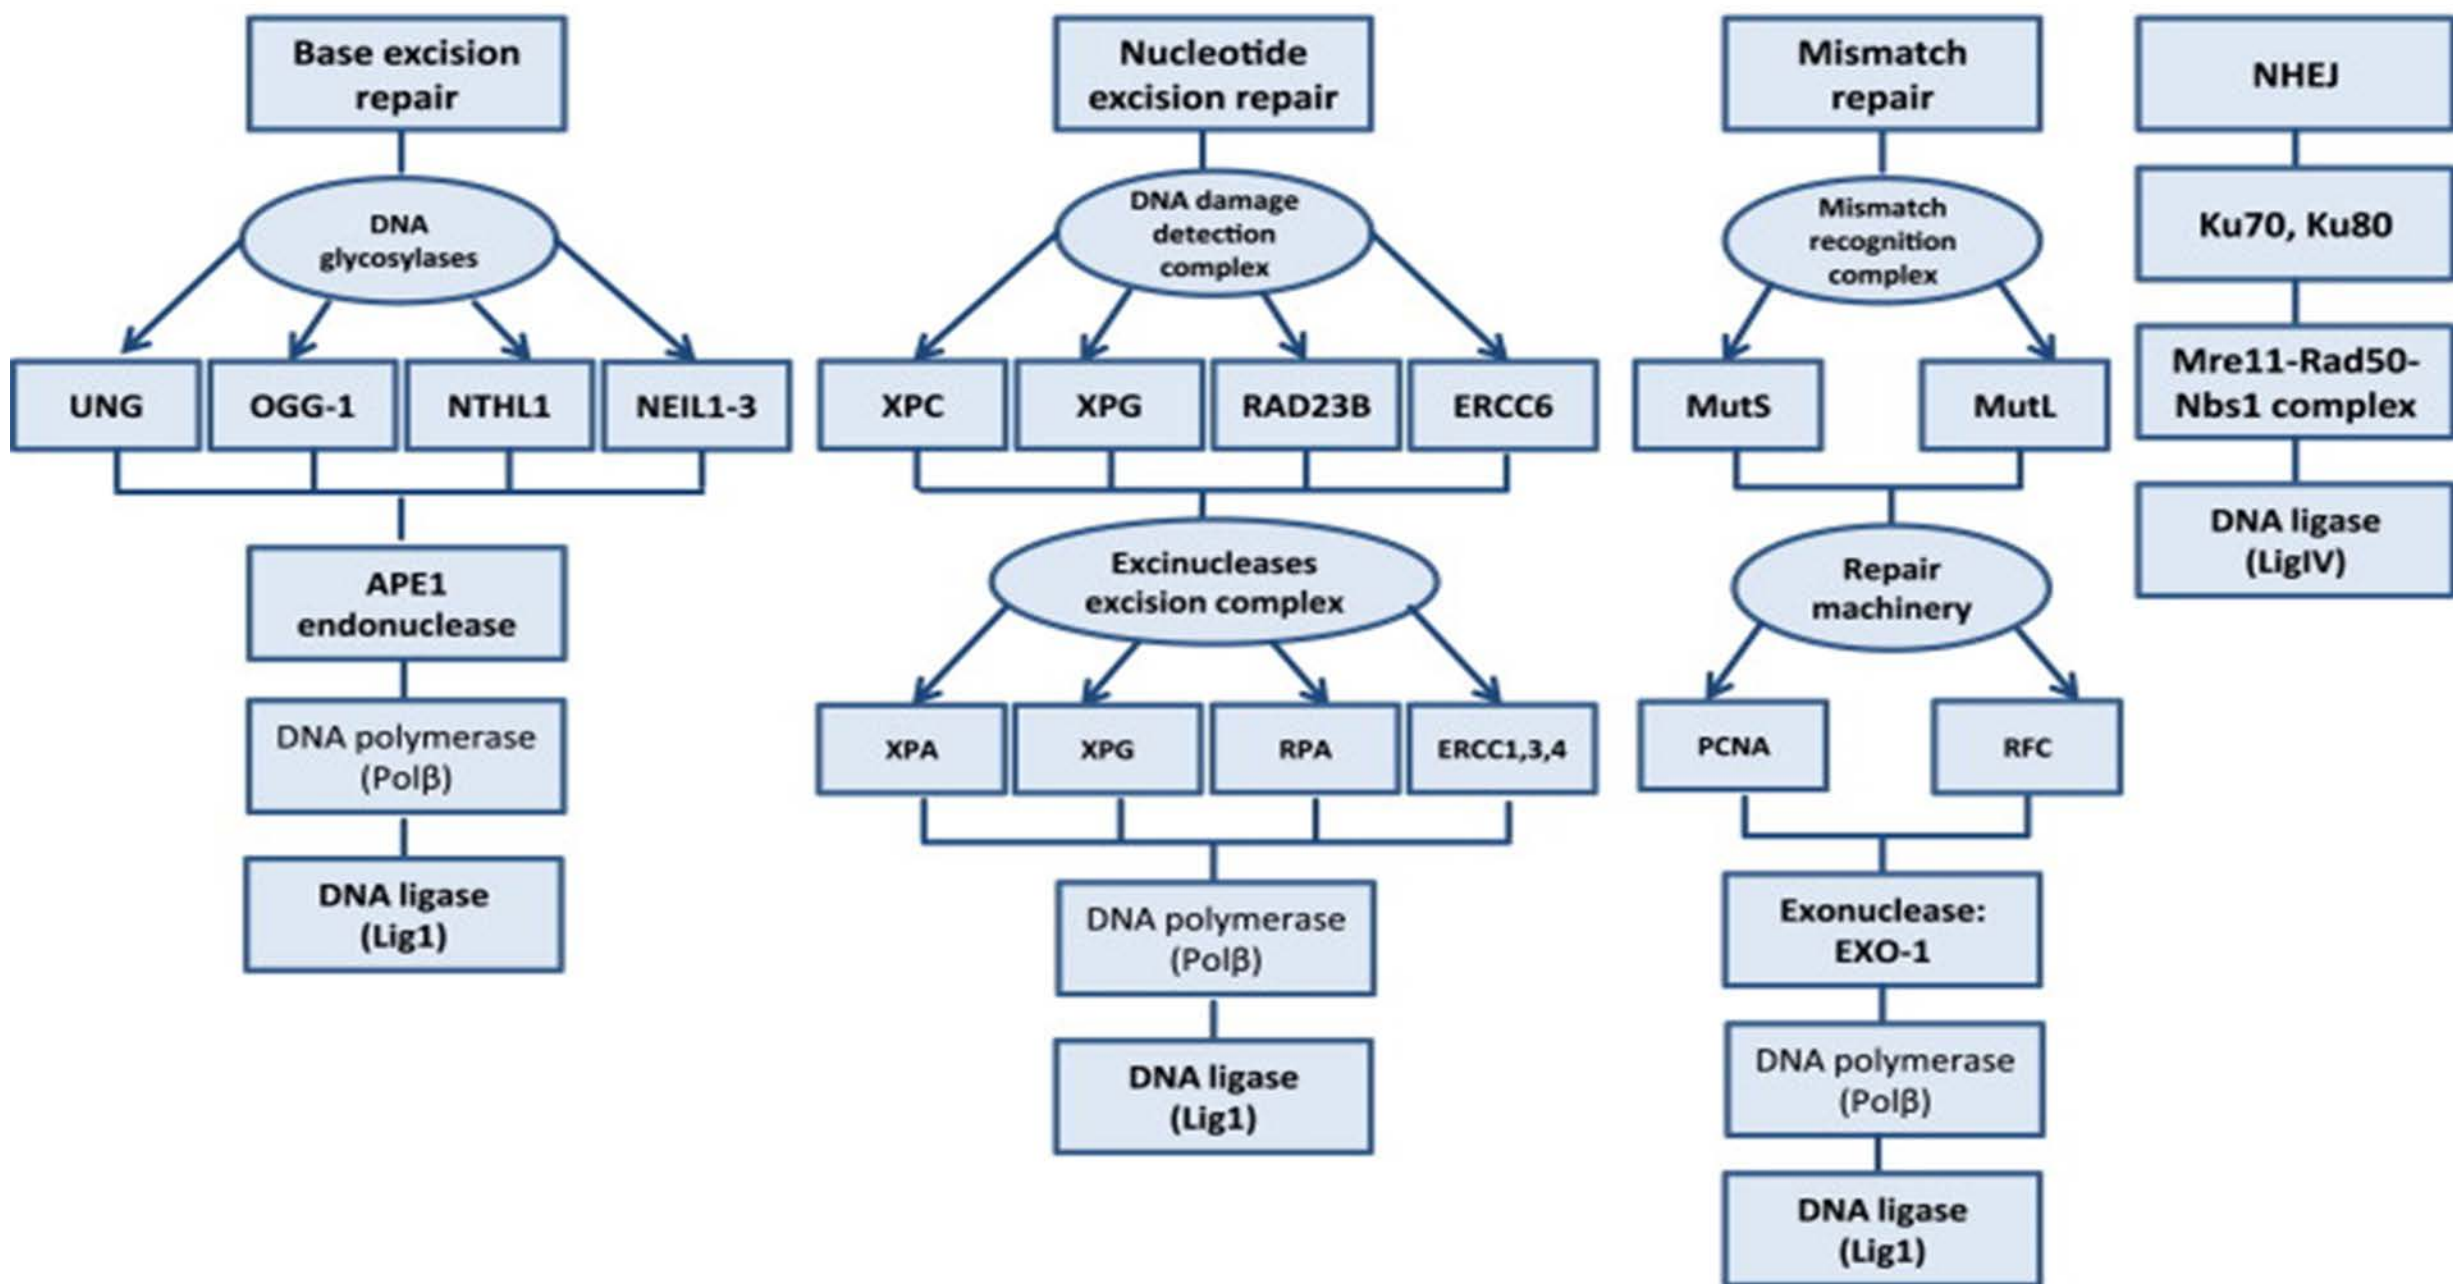 Base excision
repair
DNA
glycosylases
UNG
OGG-1
NTHL1
NEIL1-3
APE1
endonuclease
DNA polymerase
(Polβ)
DNA ligase
(Lig1)
Nucleotide
excision repair
DNA damage
detection
complex
XPC
XPG
RAD23B
ERCC6
Excinucleases
excision complex
XPA
XPG
RPA
ERCC1,3,4
DNA polymerase
(Polβ)
DNA ligase
(Lig1)
Mismatch
repair
Mismatch
recognition
complex
MutS
MutL
Repair
machinery
PCNA
RFC
Exonuclease:
EXO-1
DNA polymerase
(Polβ)
DNA ligase
(Lig1)
NHEJ
Ku70, Ku80
Mre11-Rad50-
Nbs1 complex
DNA ligase
(LigIV)